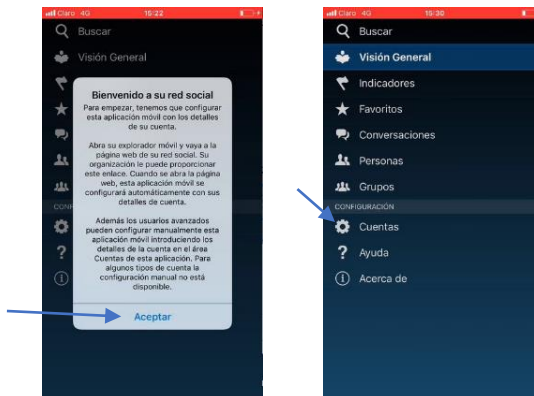 Claro 4G 15:22
Buscar
Visión General
Bienvenido a su red social
Para empezar, tenemos que configurar
esta aplicación móvil con los detalles
de su cuenta.
Abra su explorador móvil y vaya a la
página web de su red social. Su
organización le puede proporcionar
este enlace. Cuando se abra la página
web, esta aplicación móvil se
configurará automáticamente con sus
detalles de cuenta.
Además los usuarios avanzados
pueden configurar manualmente esta
aplicación móvil introduciendo los
detalles de la cuenta en el área
Cuentas de esta aplicación. Para
algunos tipos de cuenta la
configuración manual no está
disponible.
Aceptar
CONF
?
Claro 4G 15:30
Buscar
Visión General
Indicadores
Favoritos
Conversaciones
Personas
Grupos
CONFIGURACIÓN
Cuentas
? Ayuda
Acerca de